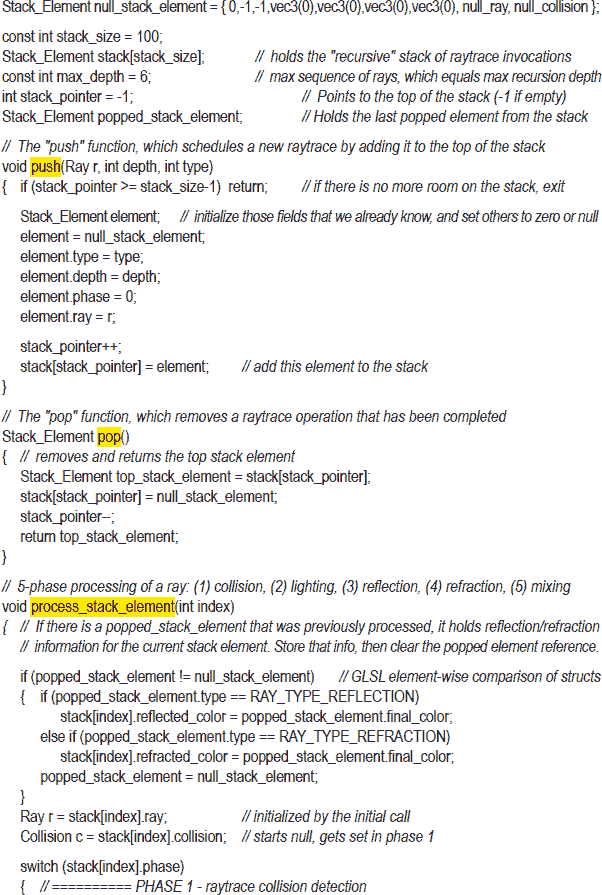 Stack_Element null_stack_element = { 0,-1,-1,vec3(0),vec3(0),vec3(0),vec3(0), null_ray, null_collision };
const int stack_size = 100;
Stack_Element stack[stack_size]; // holds the "recursive" stack of raytrace invocations
const int max_depth = 6; // max sequence of rays, which equals max recursion depth
int stack_pointer = -1; // Points to the top of the stack (-1 if empty)
Stack_Element popped_stack_element; // Holds the last popped element from the stack
// The "push" function, which schedules a new raytrace by adding it to the top of the stack
void push(Ray r, int depth, int type)
{ if (stack_pointer >= stack_size-1) return; // if there is no more room on the stack, exit
Stack_Element element; // initialize those fields that we already know, and set others to zero or null
element = null_stack_element;
element.type = type;
element.depth = depth;
element.phase = 0;
element.ray = r;
stack_pointer++;
stack[stack_pointer] = element; // add this element to the stack
}
// The "pop" function, which removes a raytrace operation that has been completed
Stack_Element pop()
{ // removes and returns the top stack element
Stack_Element top_stack_element = stack[stack_pointer];
stack[stack_pointer] = null_stack_element;
stack_pointer--;
return top_stack_element;
}
// 5-phase processing of a ray: (1) collision, (2) lighting, (3) reflection, (4) refraction, (5) mixing
void process_stack_element(int index)
{ // If there is a popped_stack_element that was previously processed, it holds reflection/refraction
// information for the current stack element. Store that info, then clear the popped element reference.
if (popped_stack_element != null_stack_element) // GLSL element-wise comparison of structs
{ if (popped_stack_element.type == RAY_TYPE_REFLECTION)
stack[index].reflected_color = popped_stack_element.final_color;
else if (popped_stack_element.type == RAY_TYPE_REFRACTION)
stack[index].refracted_color = popped_stack_element.final_color;
popped_stack_element = null_stack_element;
}
Ray r = stack[index].ray; // initialized by the initial call
Collision c = stack[index].collision; // starts null, gets set in phase 1
switch (stack[index].phase)
{ // ========== PHASE 1 - raytrace collision detection